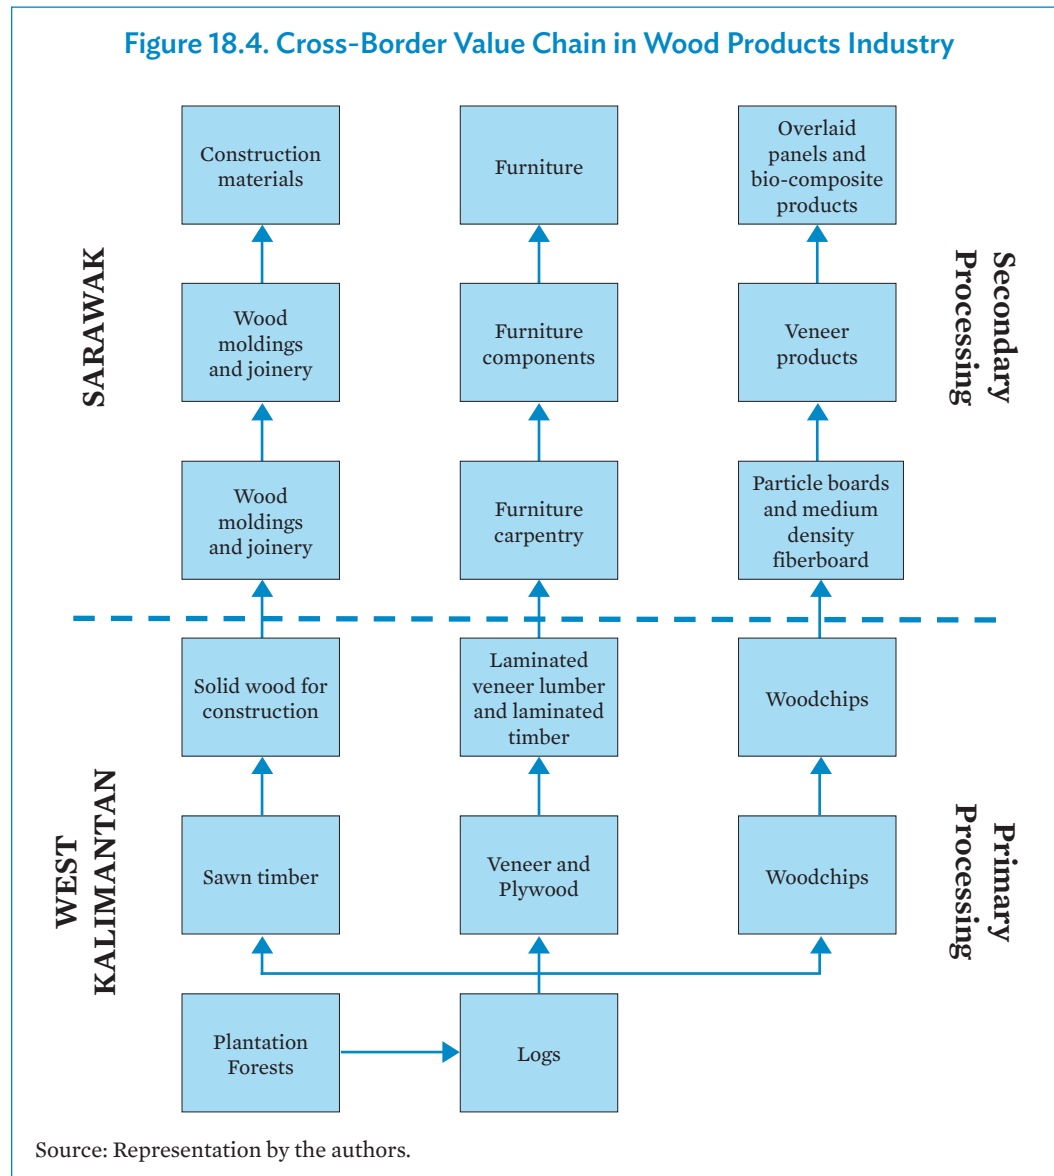 Figure 18.4. Cross-Border Value Chain in Wood Products Industry
Construction
materials
Furniture
Overlaid
panels and
bio-composite
products
SARAWAK
Secondary
Processing
Wood
moldings
and joinery
Furniture
components
Veneer
products
Wood
moldings
and joinery
Furniture
carpentry
Particle boards
and medium
density
fiberboard
Solid wood for
construction
Laminated
veneer lumber
and laminated
timber
Woodchips
WEST
KALIMANTAN
Primary
Processing
Sawn timber
Veneer and
Plywood
Woodchips
Plantation
Forests
Logs
Source: Representation by the authors.